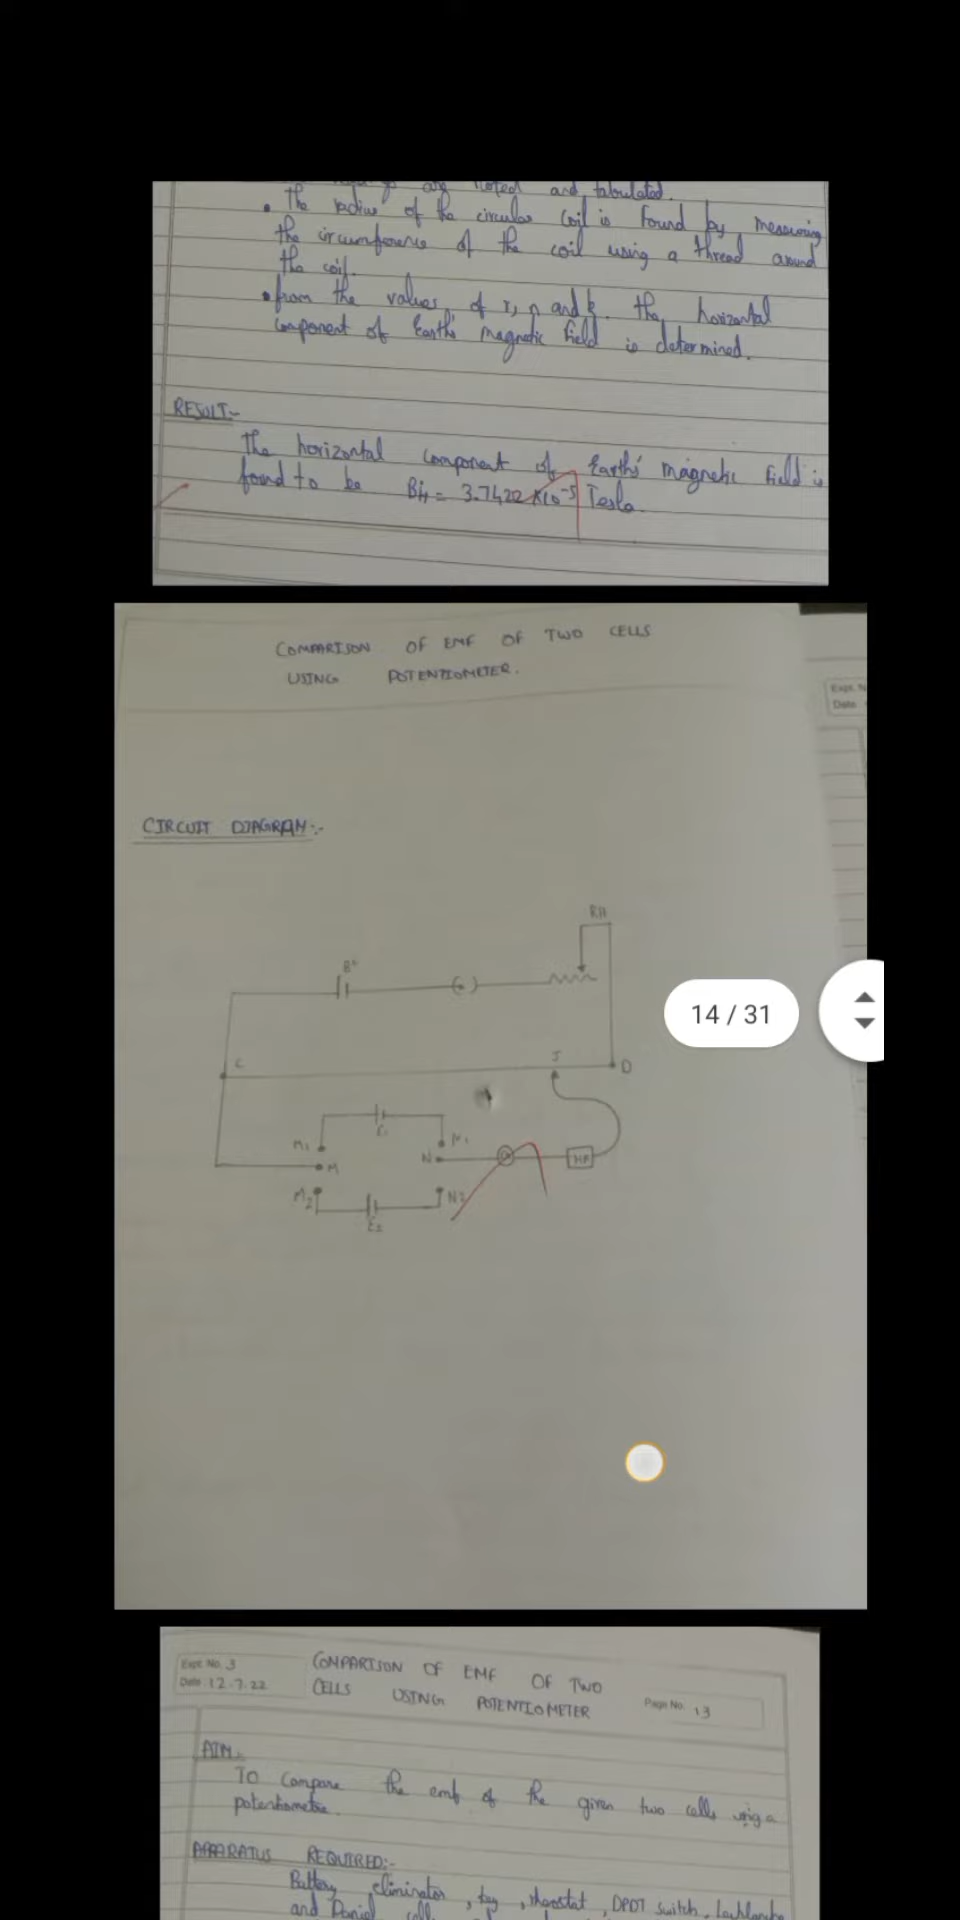 are noted and tabulated.
• The radius of the circular coil is found by measuring
the circumference of the coil using a thread around
the coil.
• from the values of r, n and k. the horizontal
component of Earth's magnetic field is determined.
RESULT:-
The horizontal component of Earth's magnetic field is
found to be BH = 3.7422 × 10⁻⁵ Tesla.
COMPARISON OF EMF OF TWO CELLS
USING POTENTIOMETER.
Expt. N
Date
CIRCUIT DIAGRAM:-
RH
Bt
( )
14 / 31
C
J
D
M1
E1
N1
M
N
G
HR
M2
E2
N2
Expt. No. 3
Date 12.7.22
COMPARISON OF EMF OF TWO
CELLS USING POTENTIOMETER
Page No. 13
AIM:-
To compare the emf of the given two cells using a
potentiometer.
APPARATUS REQUIRED:-
Battery eliminator, key, rheostat, DPDT switch,
and Daniel cell